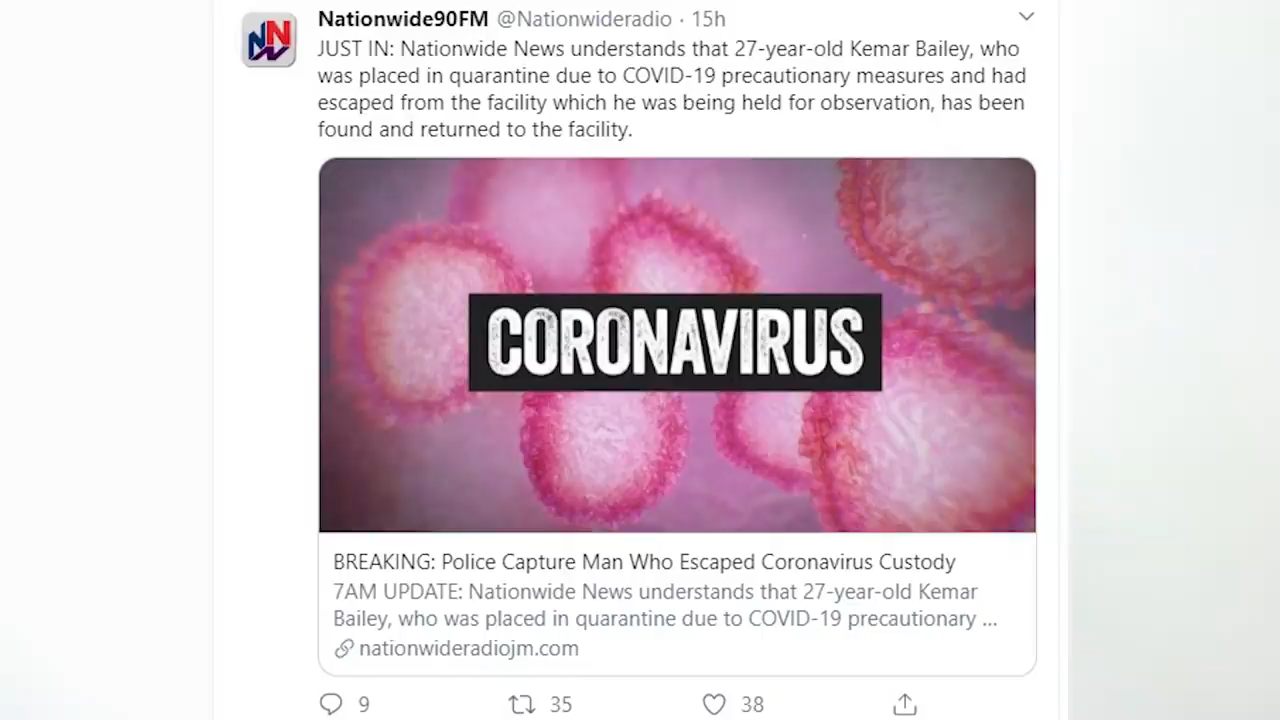 Nationwide90FM @Nationwideradio · 15h
JUST IN: Nationwide News understands that 27-year-old Kemar Bailey, who
was placed in quarantine due to COVID-19 precautionary measures and had
escaped from the facility which he was being held for observation, has been
found and returned to the facility.
CORONAVIRUS
BREAKING: Police Capture Man Who Escaped Coronavirus Custody
7AM UPDATE: Nationwide News understands that 27-year-old Kemar
Bailey, who was placed in quarantine due to COVID-19 precautionary ...
nationwideradiojm.com
9 35 38